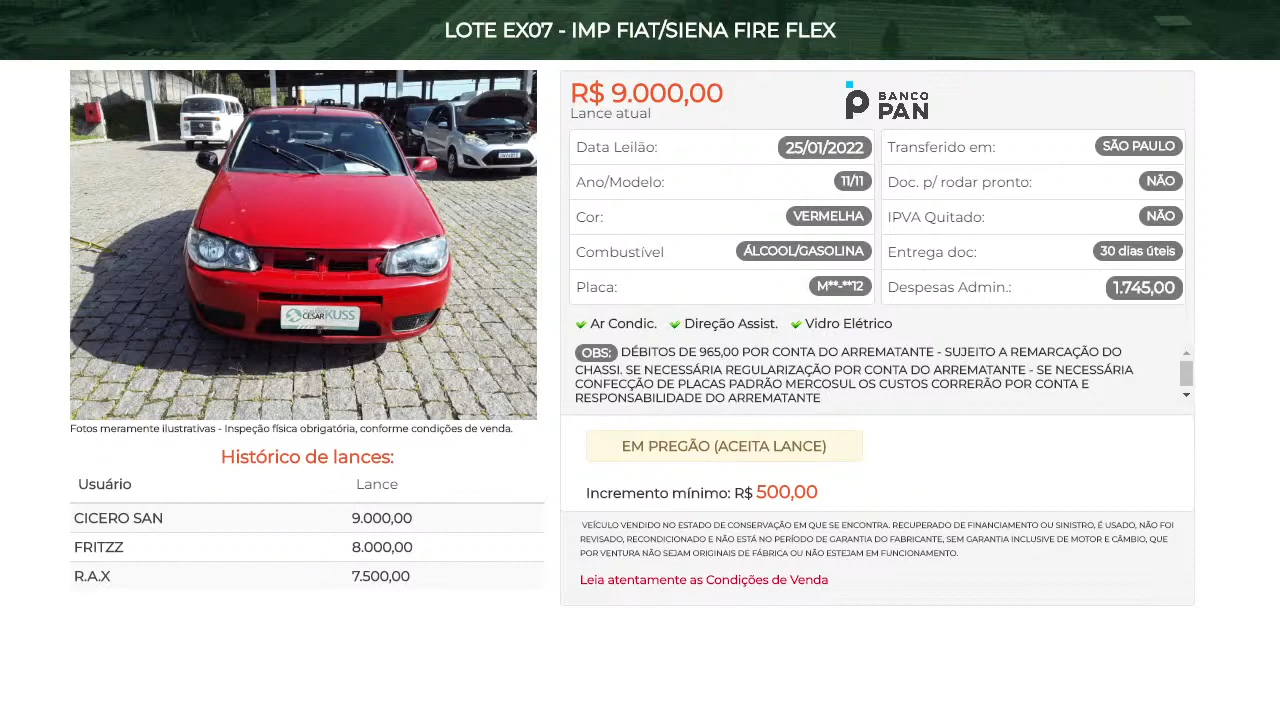 LOTE EX07 - IMP FIAT/SIENA FIRE FLEX
CÉSAR KUSS
Fotos meramente ilustrativas - Inspeção física obrigatória, conforme condições de venda.
Histórico de lances:
Usuário Lance
CICERO SAN 9.000,00
FRITZZ 8.000,00
R.A.X 7.500,00
R$ 9.000,00
Lance atual
BANCO
PAN
Data Leilão: 25/01/2022
Ano/Modelo: 11/11
Cor: VERMELHA
Combustível ÁLCOOL/GASOLINA
Placa: M**-**12
Transferido em: SÃO PAULO
Doc. p/ rodar pronto: NÃO
IPVA Quitado: NÃO
Entrega doc: 30 dias úteis
Despesas Admin.: 1.745,00
Ar Condic. Direção Assist. Vidro Elétrico
OBS: DÉBITOS DE 965,00 POR CONTA DO ARREMATANTE - SUJEITO A REMARCAÇÃO DO
CHASSI. SE NECESSÁRIA REGULARIZAÇÃO POR CONTA DO ARREMATANTE - SE NECESSÁRIA
CONFECÇÃO DE PLACAS PADRÃO MERCOSUL OS CUSTOS CORRERÃO POR CONTA E
RESPONSABILIDADE DO ARREMATANTE
EM PREGÃO (ACEITA LANCE)
Incremento mínimo: R$ 500,00
VEÍCULO VENDIDO NO ESTADO DE CONSERVAÇÃO EM QUE SE ENCONTRA. RECUPERADO DE FINANCIAMENTO OU SINISTRO, É USADO, NÃO FOI
REVISADO, RECONDICIONADO E NÃO ESTÁ NO PERÍODO DE GARANTIA DO FABRICANTE, SEM GARANTIA INCLUSIVE DE MOTOR E CÂMBIO, QUE
POR VENTURA NÃO SEJAM ORIGINAIS DE FÁBRICA OU NÃO ESTEJAM EM FUNCIONAMENTO.
Leia atentamente as Condições de Venda